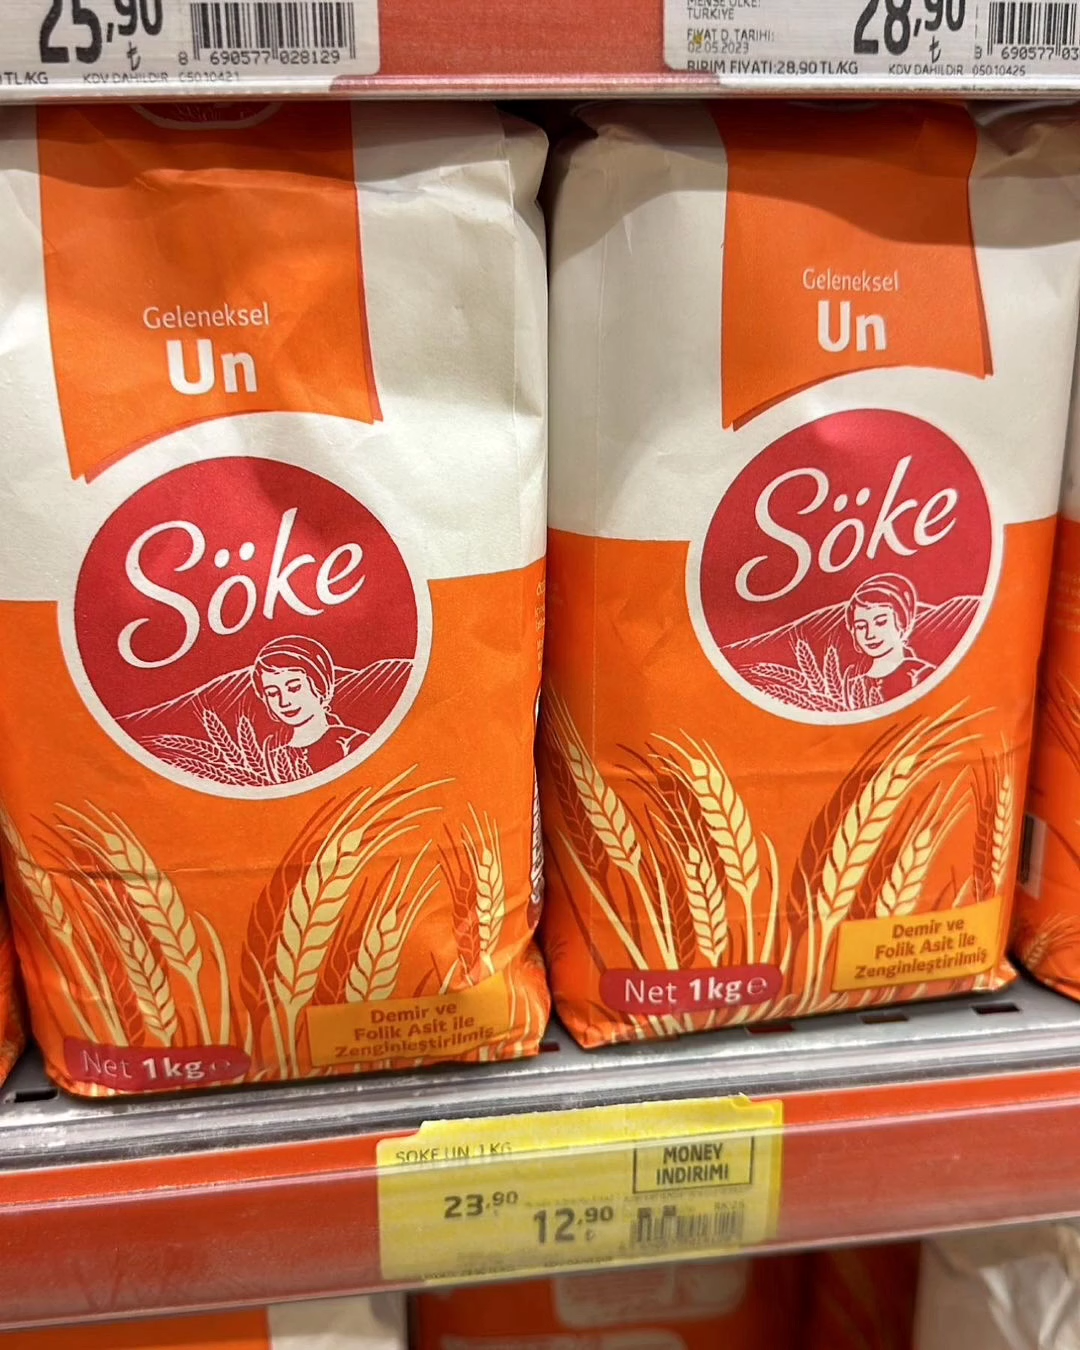 25,90
₺
8 690577 028129
TL/KG
KDV DAHİLDİR
C5010421
MENŞE ÜLKE:
TÜRKİYE
FİYAT D. TARİHİ:
02.05.2023
BİRİM FİYATI:28,90 TL/KG
28,90
₺
690577 03
KDV DAHİLDİR
05010425
Geleneksel
Un
Söke
Demir ve
Folik Asit ile
Zenginleştirilmiş
Net 1kg e
Geleneksel
Un
Söke
Demir ve
Folik Asit ile
Zenginleştirilmiş
Net 1kg e
SOKE UN 1 KG
MONEY
INDIRIMI
23,90
12,90
₺